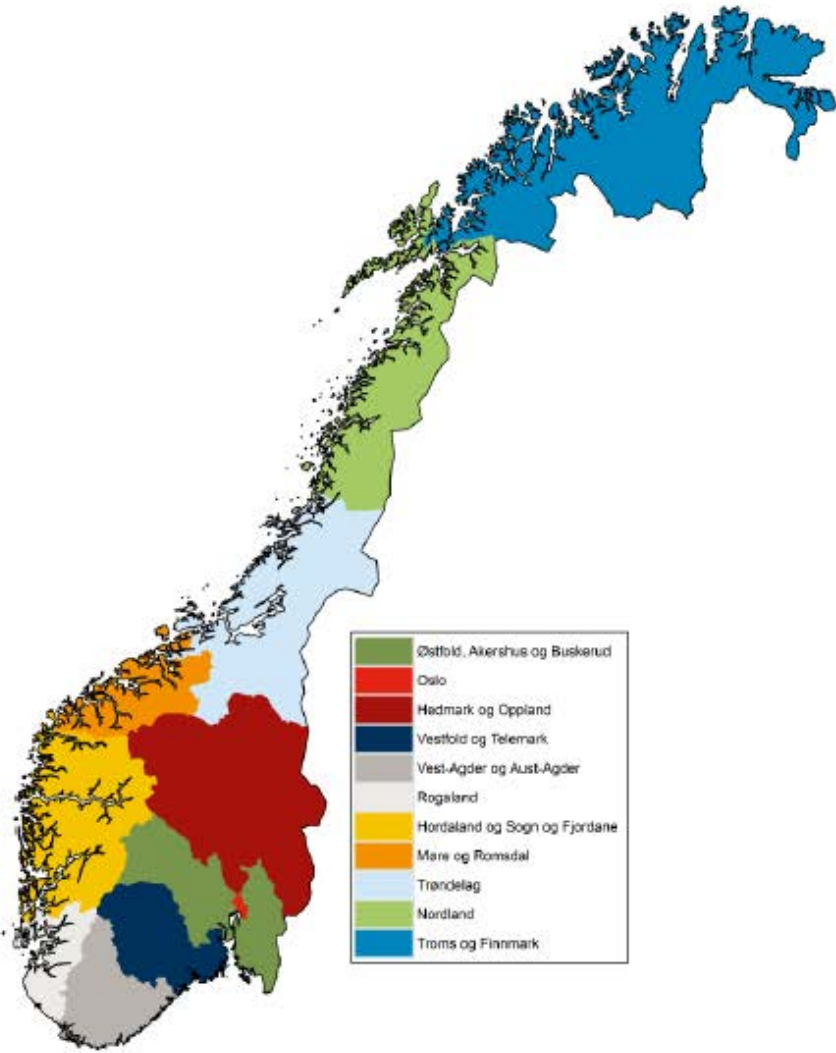 Østfold, Akershus og Buskerud
Oslo
Hedmark og Oppland
Vestfold og Telemark
Vest-Agder og Aust-Agder
Rogaland
Hordaland og Sogn og Fjordane
Møre og Romsdal
Trøndelag
Nordland
Troms og Finnmark